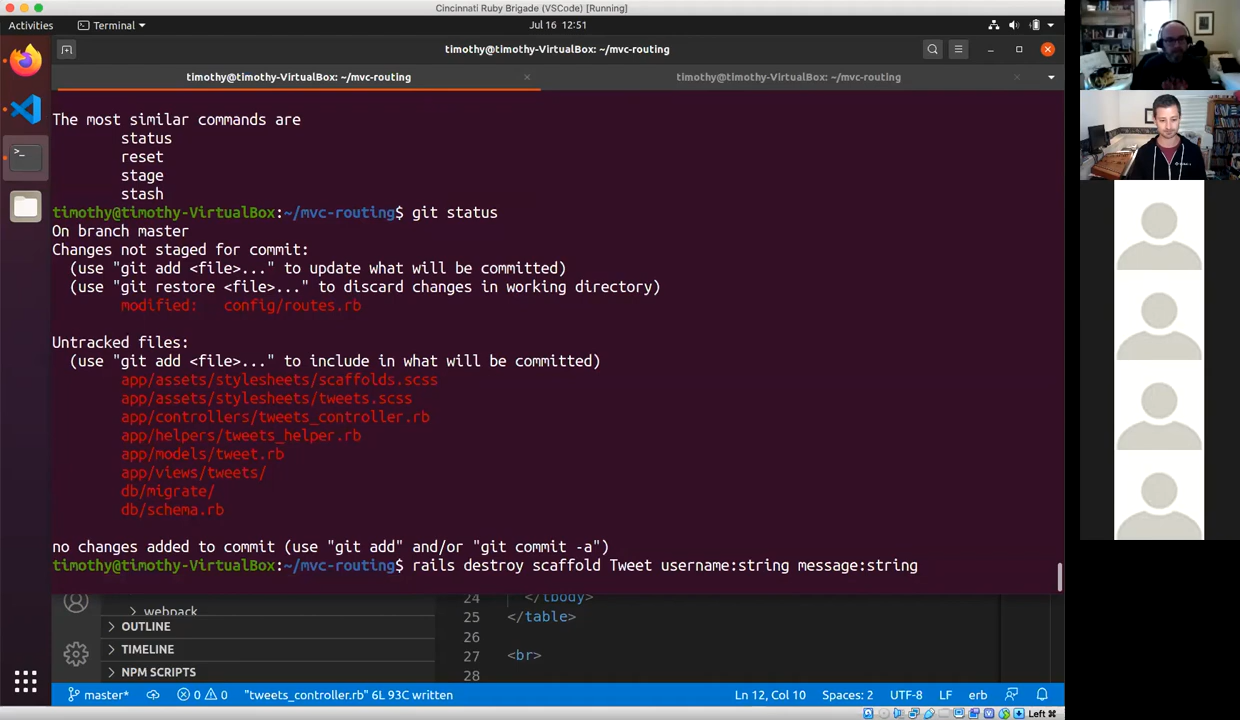 Cincinnati Ruby Brigade (VSCode) [Running]
Activities
Terminal
Jul 16 12:51
timothy@timothy-VirtualBox: ~/mvc-routing
timothy@timothy-VirtualBox: ~/mvc-routing
timothy@timothy-VirtualBox: ~/mvc-routing
The most similar commands are
status
reset
stage
stash
timothy@timothy-VirtualBox:~/mvc-routing$ git status
On branch master
Changes not staged for commit:
(use "git add <file>..." to update what will be committed)
(use "git restore <file>..." to discard changes in working directory)
modified: config/routes.rb
Untracked files:
(use "git add <file>..." to include in what will be committed)
app/assets/stylesheets/scaffolds.scss
app/assets/stylesheets/tweets.scss
app/controllers/tweets_controller.rb
app/helpers/tweets_helper.rb
app/models/tweet.rb
app/views/tweets/
db/migrate/
db/schema.rb
no changes added to commit (use "git add" and/or "git commit -a")
timothy@timothy-VirtualBox:~/mvc-routing$ rails destroy scaffold Tweet username:string message:string
webpack
OUTLINE
TIMELINE
NPM SCRIPTS
24 </tbody>
25 </table>
26
27 <br>
28
master* 0 0 "tweets_controller.rb" 6L 93C written
Ln 12, Col 10 Spaces: 2 UTF-8 LF erb
Left ⌘